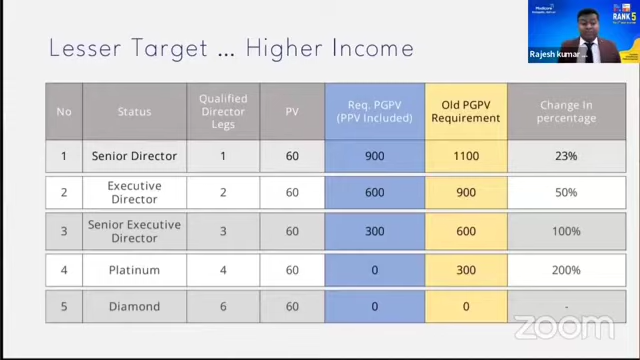 Lesser Target ... Higher Income
RANK 5
Rajesh kumar ...
No Status Qualified Director Legs PV Req. PGPV (PPV Included) Old PGPV Requirement Change In percentage
1 Senior Director 1 60 900 1100 23%
2 Executive Director 2 60 600 900 50%
3 Senior Executive Director 3 60 300 600 100%
4 Platinum 4 60 0 300 200%
5 Diamond 6 60 0 0 -
zoom